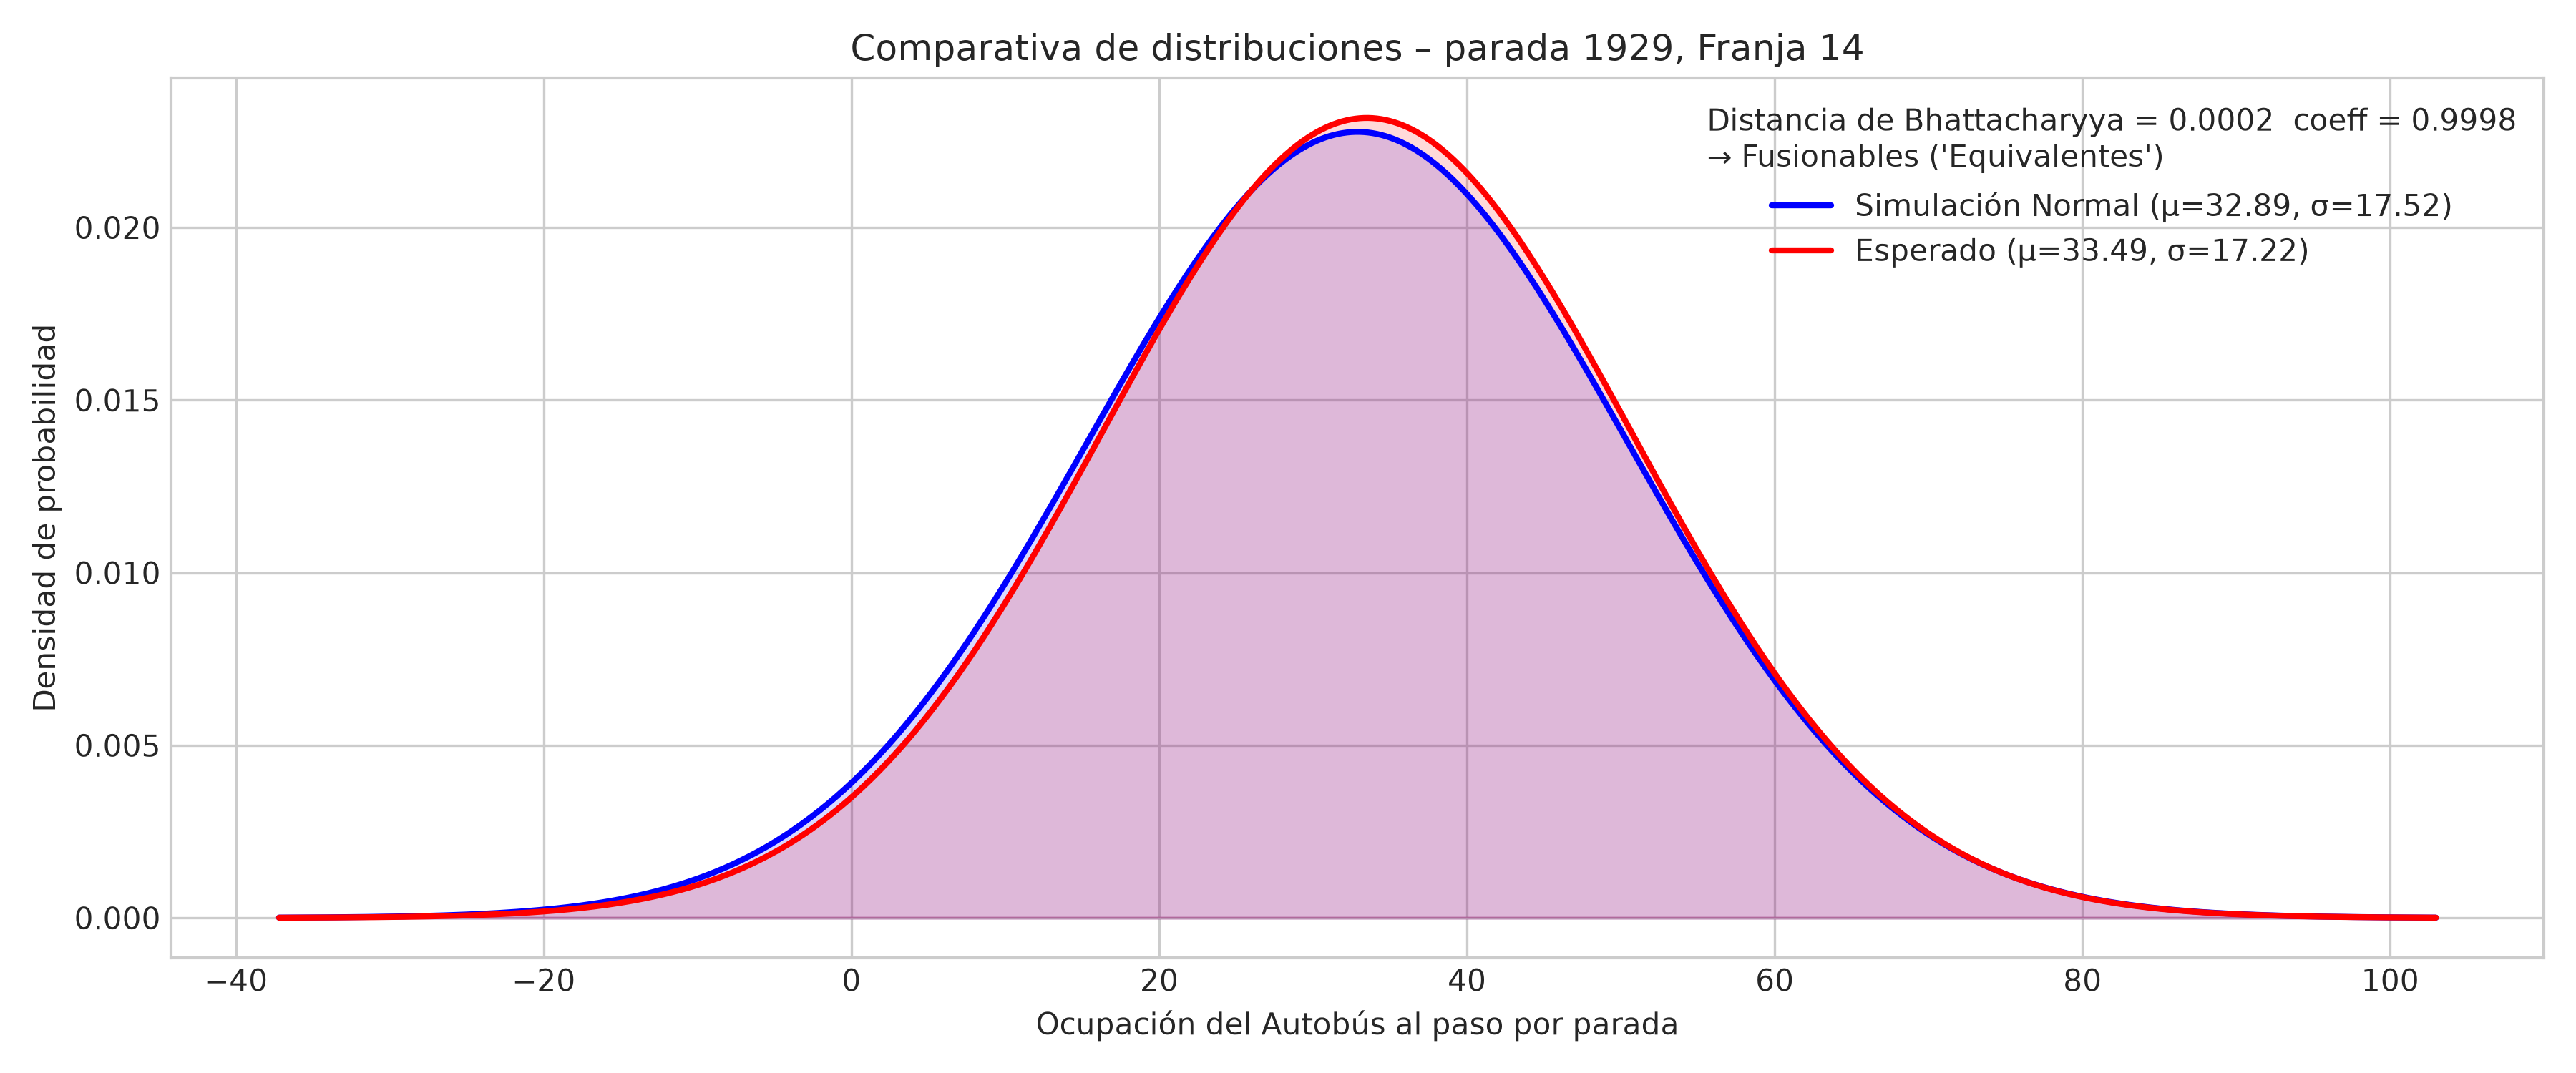 Comparativa de distribuciones – parada 1929, Franja 14
Distancia de Bhattacharyya = 0.0002  coeff = 0.9998
→ Fusionables ('Equivalentes')
Simulación Normal (μ=32.89, σ=17.52)
Esperado (μ=33.49, σ=17.22)
Densidad de probabilidad
0.020
0.015
0.010
0.005
0.000
−40 −20 0 20 40 60 80 100
Ocupación del Autobús al paso por parada